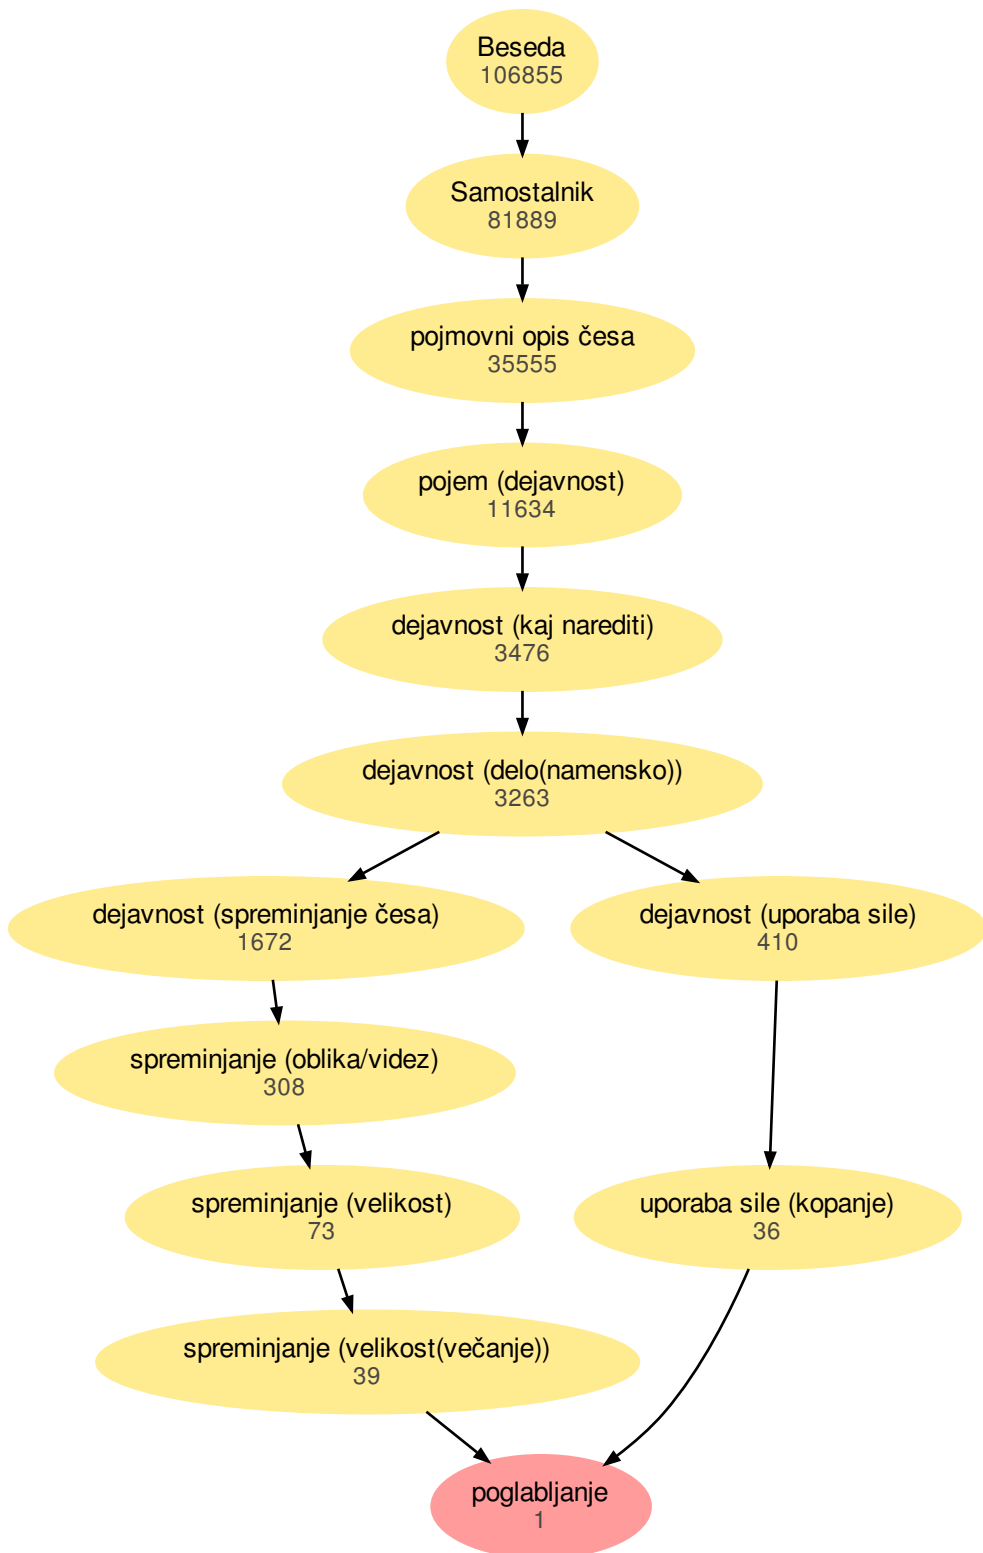 Beseda
106855
Samostalnik
81889
pojmovni opis česa
35555
pojem (dejavnost)
11634
dejavnost (kaj narediti)
3476
dejavnost (delo(namensko))
3263
dejavnost (spreminjanje česa)
1672
dejavnost (uporaba sile)
410
spreminjanje (oblika/videz)
308
spreminjanje (velikost)
73
uporaba sile (kopanje)
36
spreminjanje (velikost(večanje))
39
poglabljanje
1